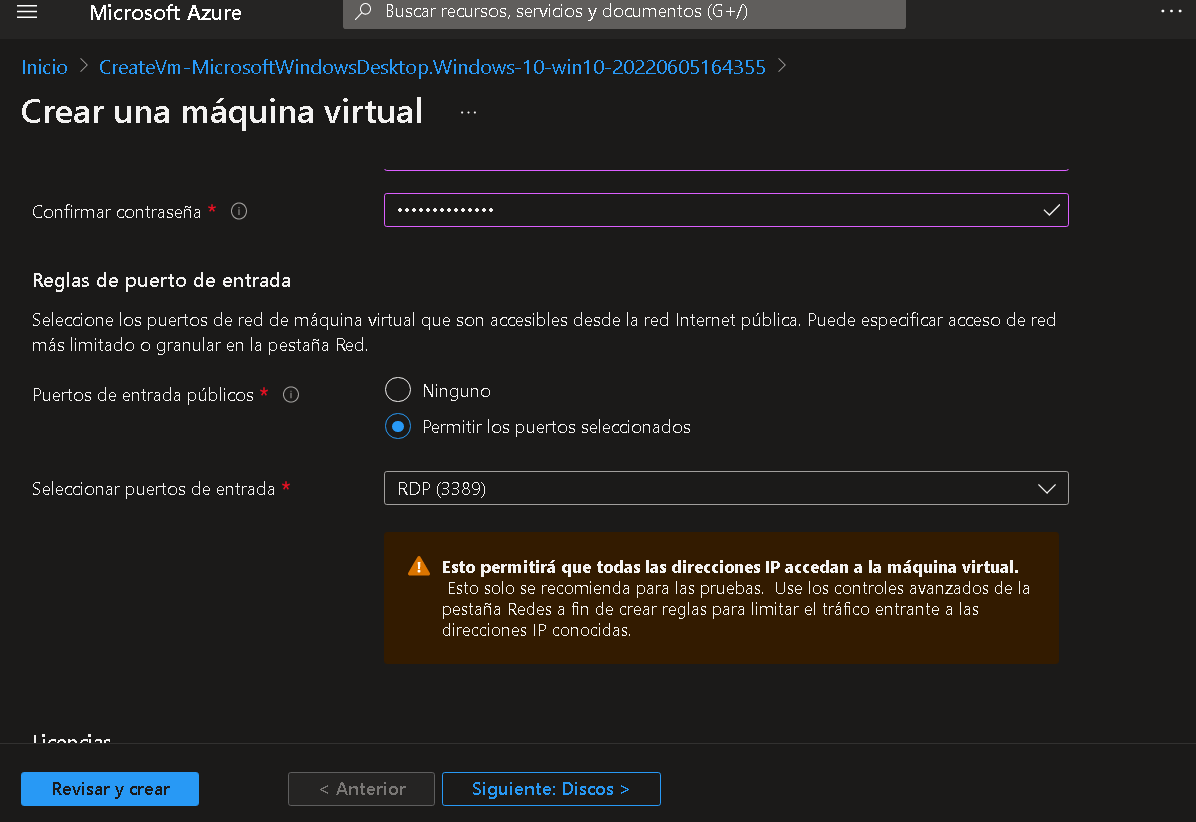 Microsoft Azure
Buscar recursos, servicios y documentos (G+/)
Inicio > CreateVm-MicrosoftWindowsDesktop.Windows-10-win10-20220605164355 >
Crear una máquina virtual ...
Confirmar contraseña *
Reglas de puerto de entrada
Seleccione los puertos de red de máquina virtual que son accesibles desde la red Internet pública. Puede especificar acceso de red
más limitado o granular en la pestaña Red.
Puertos de entrada públicos *
Ninguno
Permitir los puertos seleccionados
Seleccionar puertos de entrada *
RDP (3389)
Esto permitirá que todas las direcciones IP accedan a la máquina virtual.
Esto solo se recomienda para las pruebas. Use los controles avanzados de la
pestaña Redes a fin de crear reglas para limitar el tráfico entrante a las
direcciones IP conocidas.
Licencias
Revisar y crear
< Anterior
Siguiente: Discos >